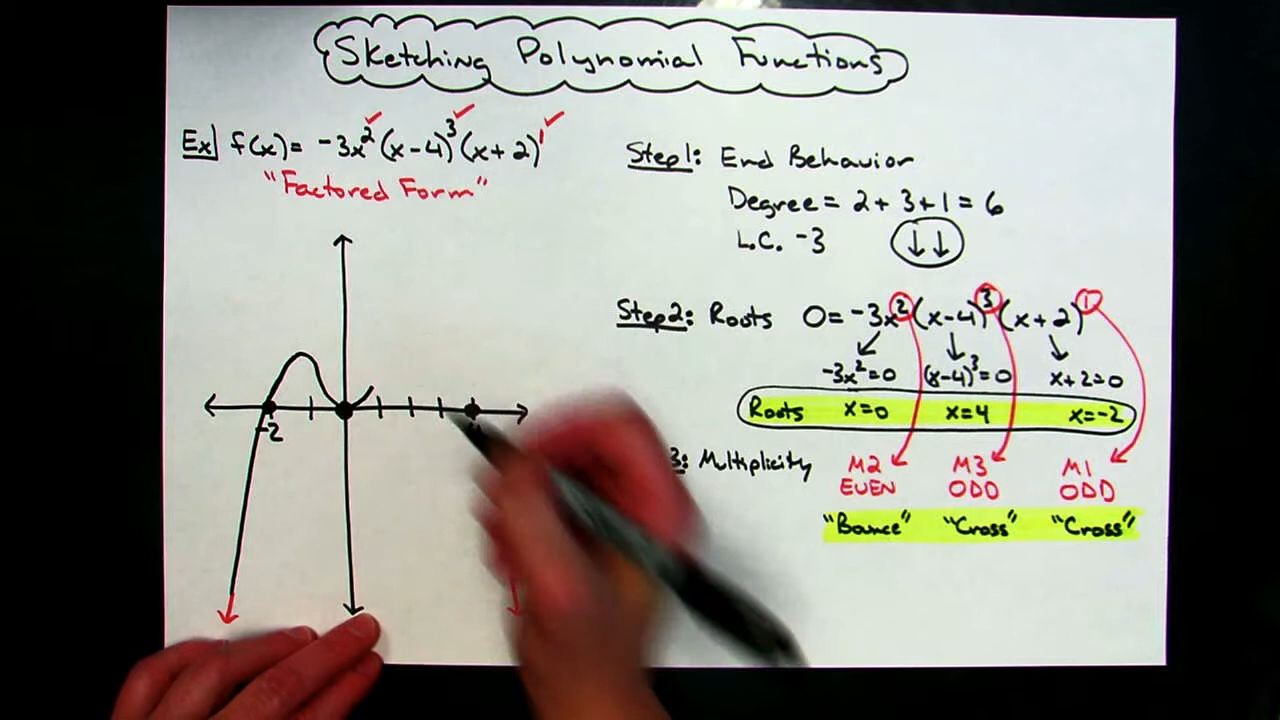 Sketching Polynomial Functions
Ex] f(x) = -3x²(x-4)³(x+2)¹
"Factored Form"
-2
Step1: End Behavior
Degree = 2 + 3 + 1 = 6
L.C. -3 ↓↓
Step2: Roots 0 = -3x²(x-4)³(x+2)¹
-3x²=0 (x-4)³=0 x+2=0
Roots x=0 x=4 x=-2
3: Multiplicity M2 M3 M1
EVEN ODD ODD
"Bounce" "Cross" "Cross"